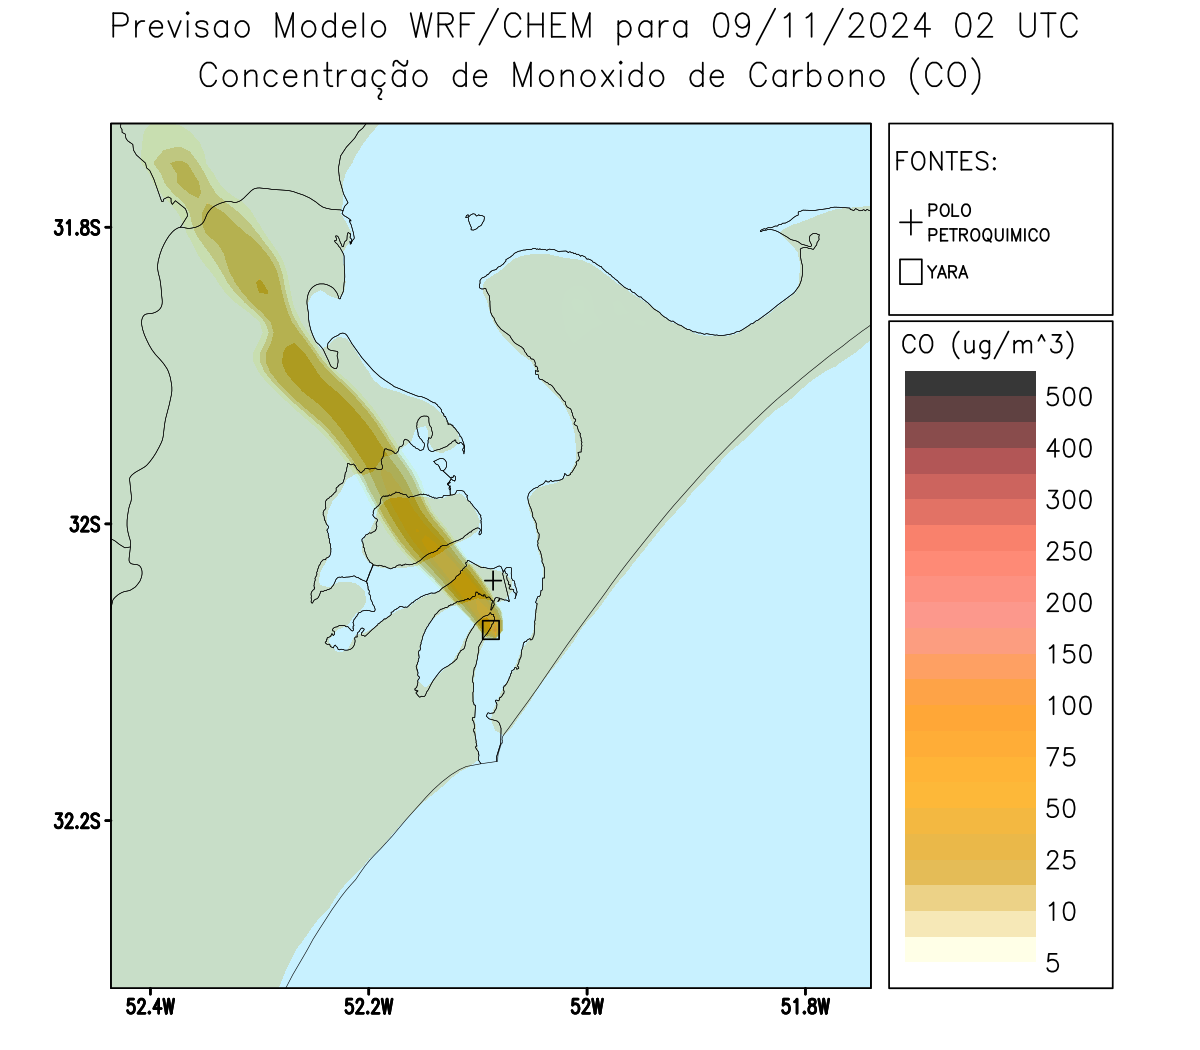 Previsao Modelo WRF/CHEM para 09/11/2024 02 UTC
Concentração de Monoxido de Carbono (CO)
FONTES:
POLO
PETROQUIMICO
YARA
CO (ug/m^3)
500
400
300
250
200
150
100
75
50
25
10
5
31.8S
32S
32.2S
52.4W
52.2W
52W
51.8W